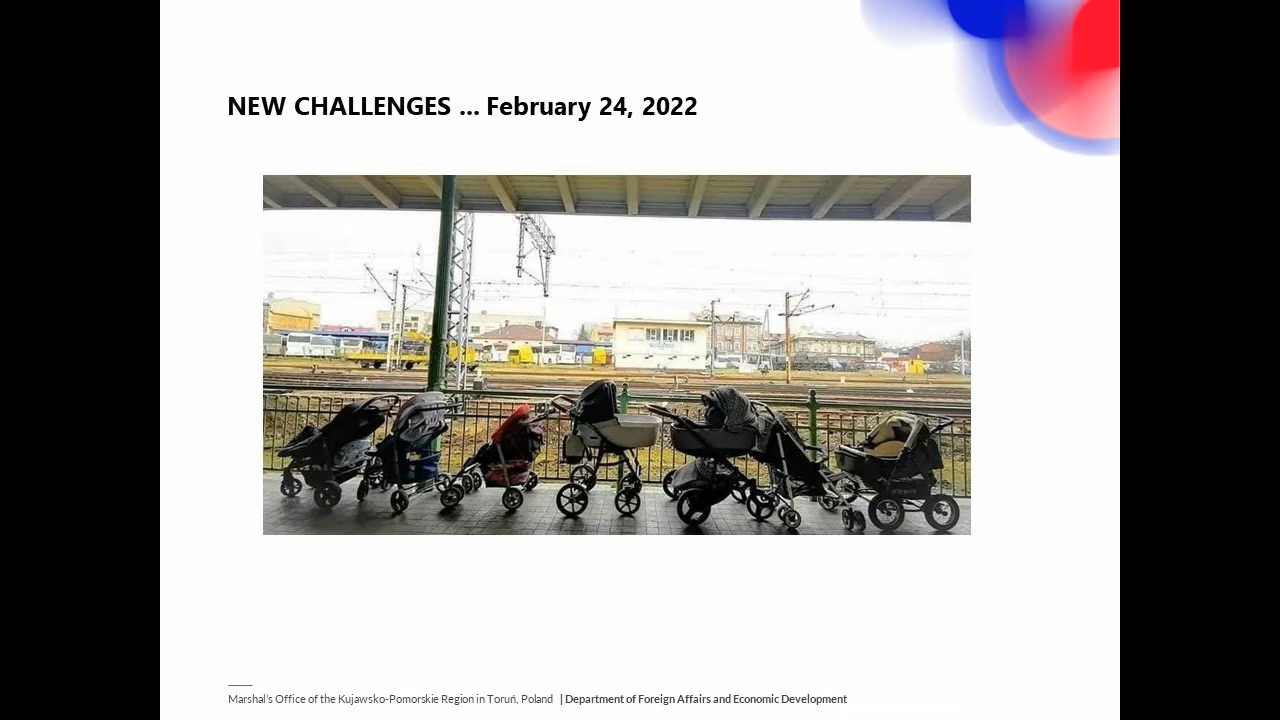 NEW CHALLENGES ... February 24, 2022
Marshal's Office of the Kujawsko-Pomorskie Region in Toruń, Poland | Department of Foreign Affairs and Economic Development